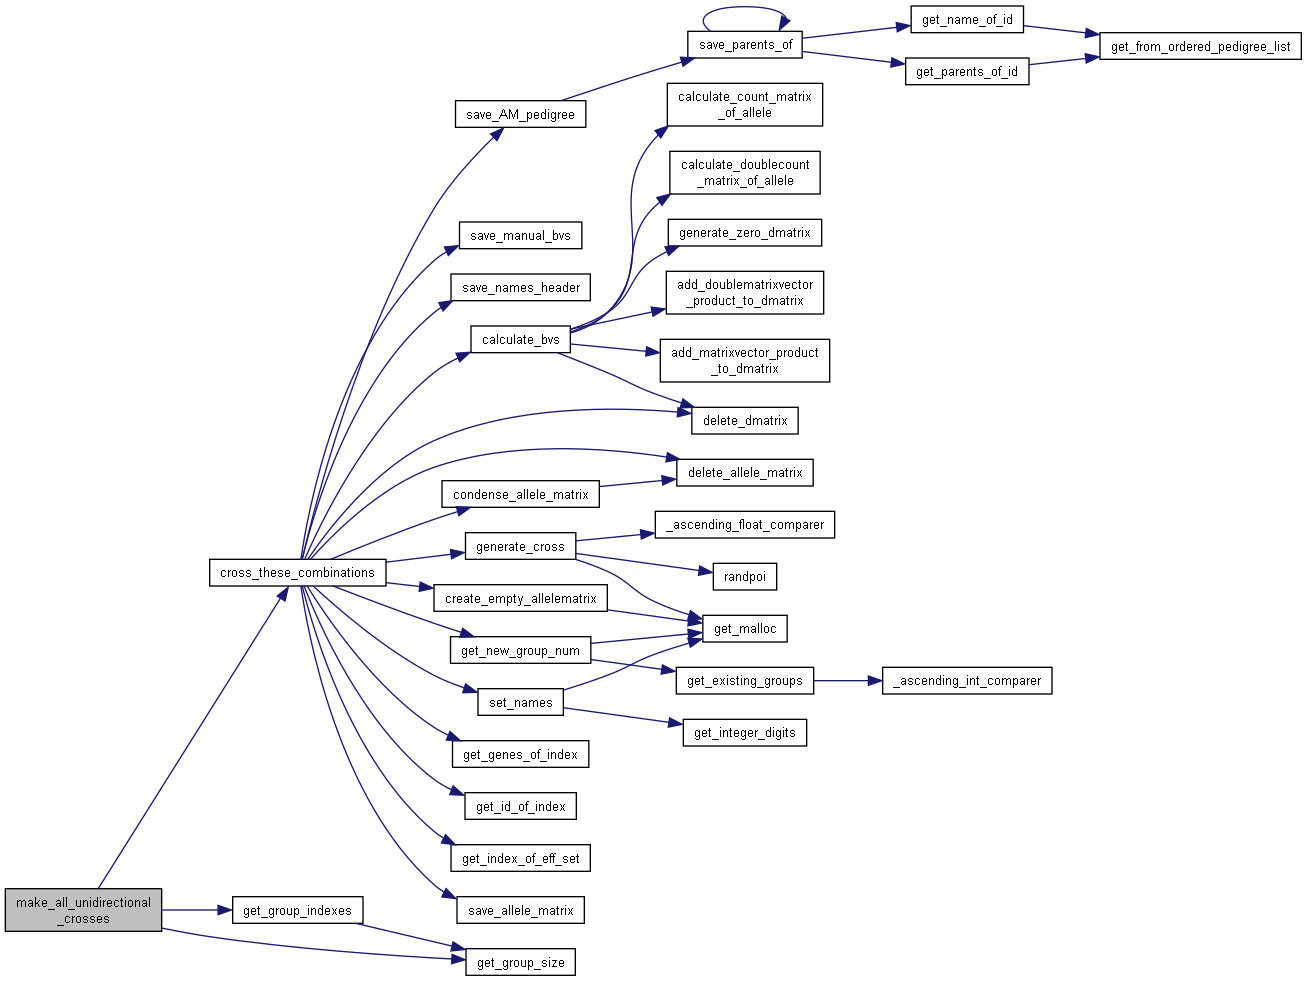 get_name_of_id
save_parents_of
get_from_ordered_pedigree_list
get_parents_of_id
calculate_count_matrix
_of_allele
save_AM_pedigree
calculate_doublecount
_matrix_of_allele
save_manual_bvs
generate_zero_dmatrix
save_names_header
add_doublematrixvector
_product_to_dmatrix
calculate_bvs
add_matrixvector_product
_to_dmatrix
delete_dmatrix
delete_allele_matrix
condense_allele_matrix
_ascending_float_comparer
generate_cross
cross_these_combinations
randpoi
create_empty_allelematrix
get_malloc
get_new_group_num
get_existing_groups
_ascending_int_comparer
set_names
get_integer_digits
get_genes_of_index
get_id_of_index
get_index_of_eff_set
make_all_unidirectional
_crosses
get_group_indexes
save_allele_matrix
get_group_size